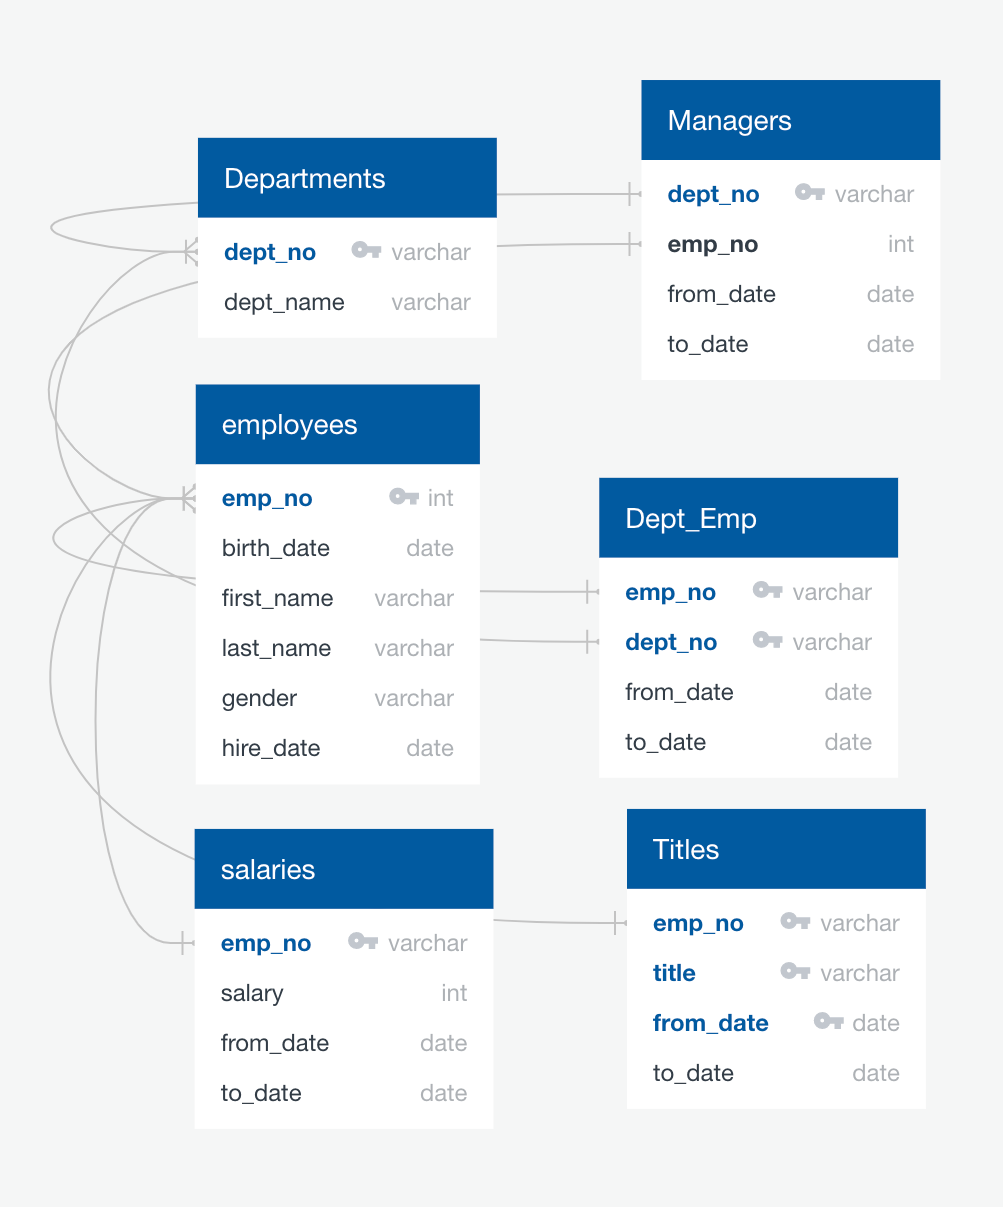 Departments
dept_no varchar
dept_name varchar
Managers
dept_no varchar
emp_no int
from_date date
to_date date
employees
emp_no int
birth_date date
first_name varchar
last_name varchar
gender varchar
hire_date date
Dept_Emp
emp_no varchar
dept_no varchar
from_date date
to_date date
salaries
emp_no varchar
salary int
from_date date
to_date date
Titles
emp_no varchar
title varchar
from_date date
to_date date